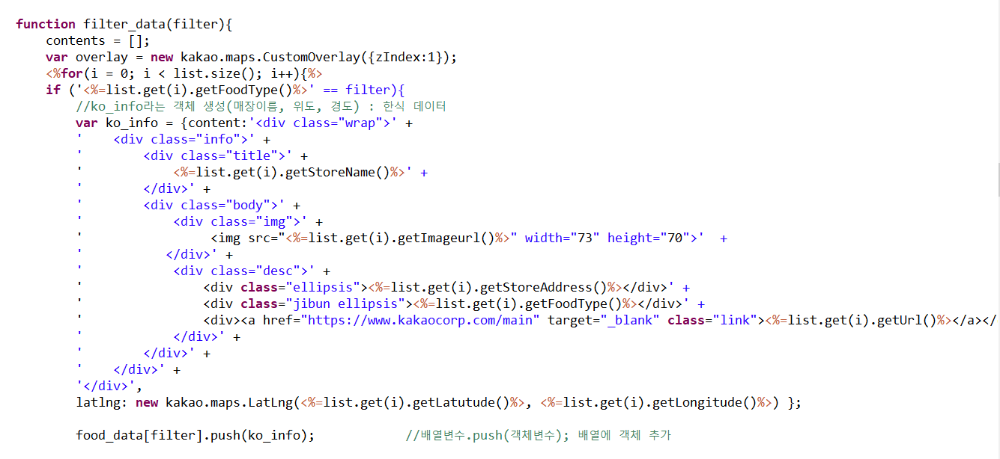 function filter_data(filter){
    contents = [];
    var overlay = new kakao.maps.CustomOverlay({zIndex:1});
    <%for(i = 0; i < list.size(); i++){%>
    if ('<%=list.get(i).getFoodType()%>' == filter){
        //ko_info라는 객체 생성(매장이름, 위도, 경도) : 한식 데이터
        var ko_info = {content:'<div class="wrap">' +
        '    <div class="info">' +
        '        <div class="title">' +
        '            <%=list.get(i).getStoreName()%>' +
        '        </div>' +
        '        <div class="body">' +
        '            <div class="img">' +
        '                 <img src="<%=list.get(i).getImageurl()%>" width="73" height="70">'  +
        '           </div>' +
        '            <div class="desc">' +
        '                <div class="ellipsis"><%=list.get(i).getStoreAddress()%></div>' +
        '                <div class="jibun ellipsis"><%=list.get(i).getFoodType()%></div>' +
        '                <div><a href="https://www.kakaocorp.com/main" target="_blank" class="link"><%=list.get(i).getUrl()%></a></
        '            </div>' +
        '        </div>' +
        '    </div>' +
        '</div>',
        latlng: new kakao.maps.LatLng(<%=list.get(i).getLatutude()%>, <%=list.get(i).getLongitude()%>) };
        food_data[filter].push(ko_info);            //배열변수.push(객체변수); 배열에 객체 추가